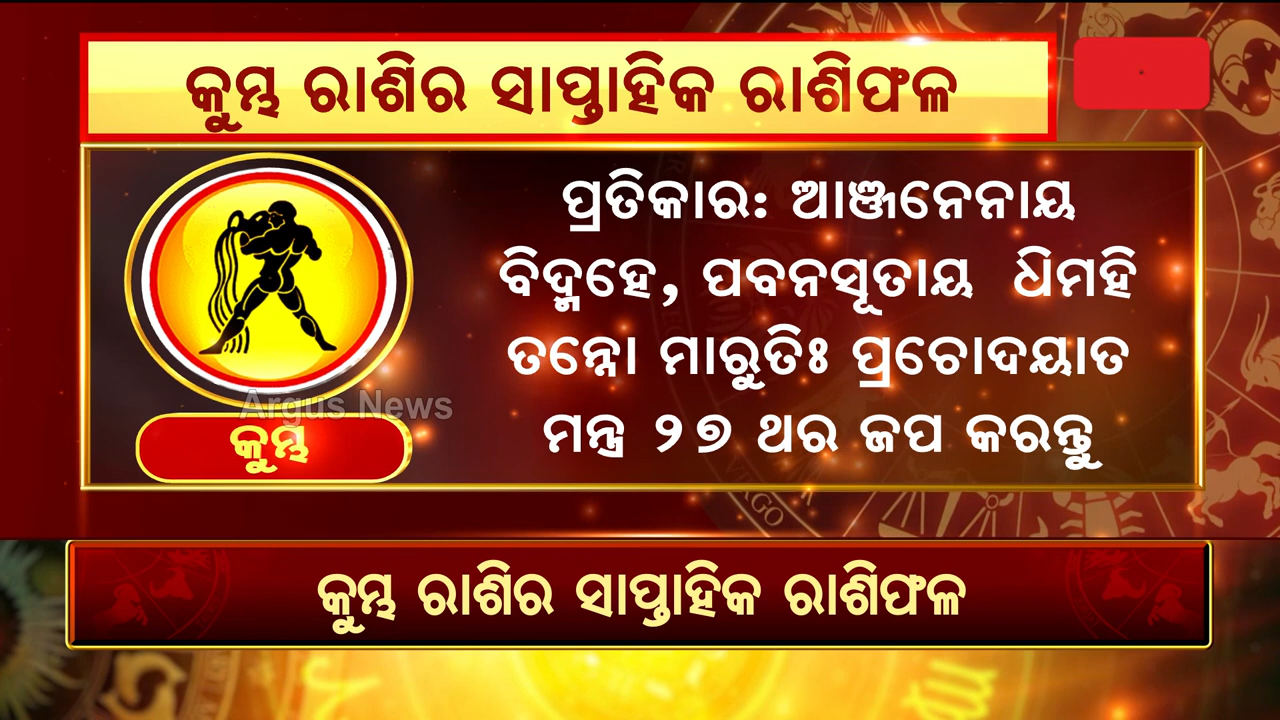 କୁମ୍ଭ ରାଶିର ସାପ୍ତାହିକ ରାଶିଫଳ
ପ୍ରତିକାର: ଆଞ୍ଜନେନାୟ
ବିଦ୍ମହେ, ପବନସୂତାୟ ଧିମହି
ତନ୍ନୋ ମାରୁତିଃ ପ୍ରଚୋଦୟାତ
ମନ୍ତ୍ର ୨୭ ଥର ଜପ କରନ୍ତୁ
Argus News
କୁମ୍ଭ
କୁମ୍ଭ ରାଶିର ସାପ୍ତାହିକ ରାଶିଫଳ